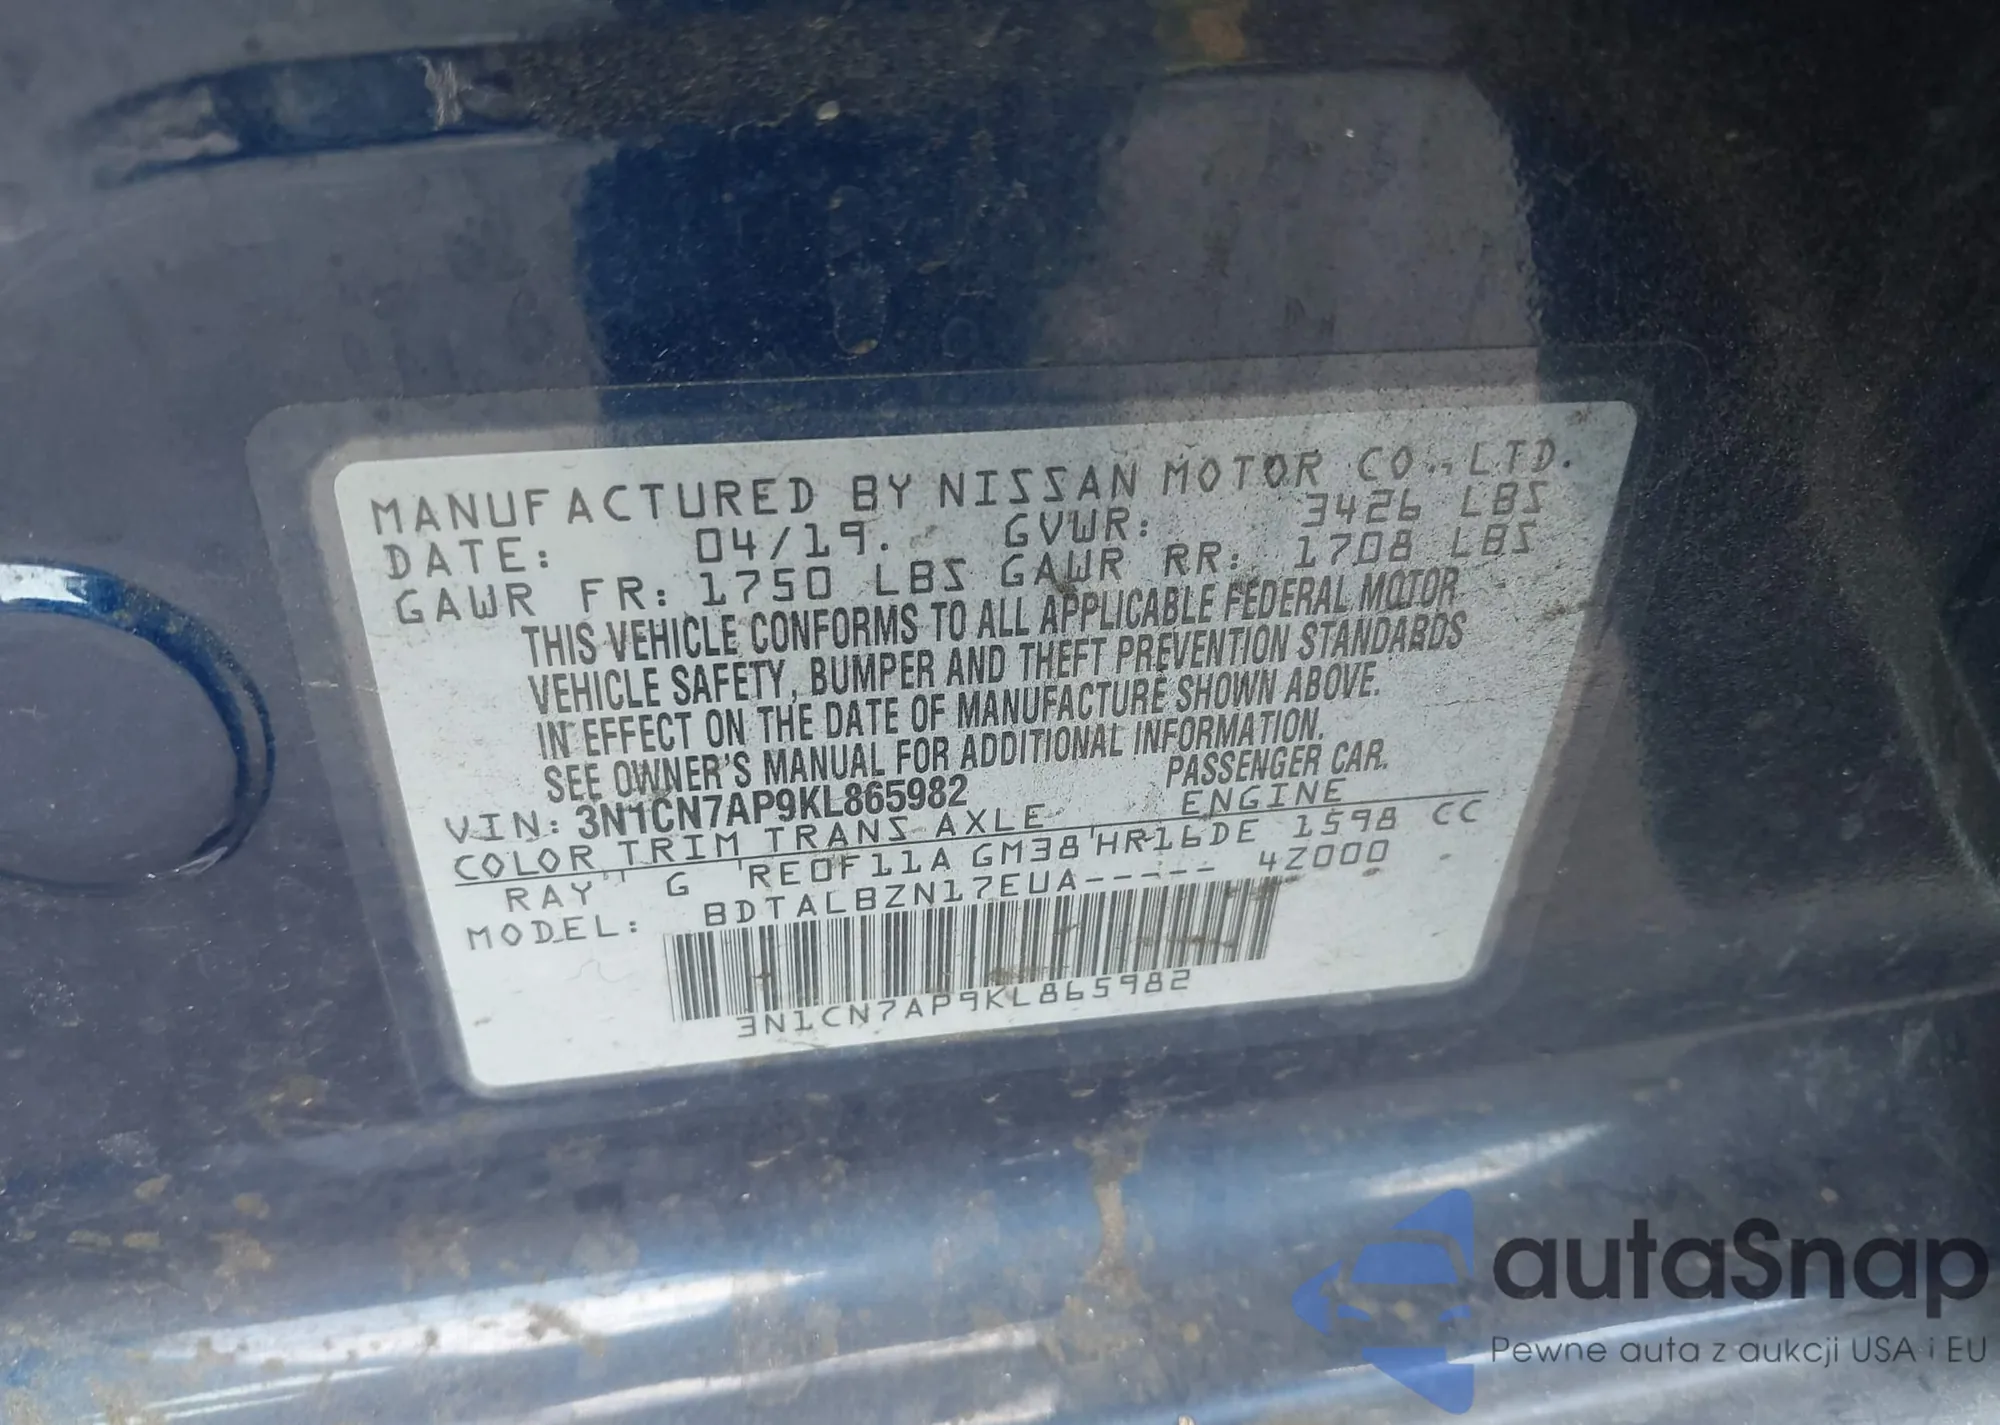 MANUFACTURED BY NISSAN MOTOR CO., LTD.
DATE: 04/19. GVWR: 3426 LBS
GAWR FR: 1750 LBS GAWR RR: 1708 LBS
THIS VEHICLE CONFORMS TO ALL APPLICABLE FEDERAL MOTOR
VEHICLE SAFETY, BUMPER AND THEFT PREVENTION STANDARDS
IN EFFECT ON THE DATE OF MANUFACTURE SHOWN ABOVE.
SEE OWNER'S MANUAL FOR ADDITIONAL INFORMATION.
VIN: 3N1CN7AP9KL865982 PASSENGER CAR.
COLOR TRIM TRANS AXLE ENGINE
RAY G RE0F11A GM38 HR16DE 1598 CC
MODEL: BDTALBZN17EUA----- 4Z000
3N1CN7AP9KL865982
autaSnap
Pewne auta z aukcji USA i EU